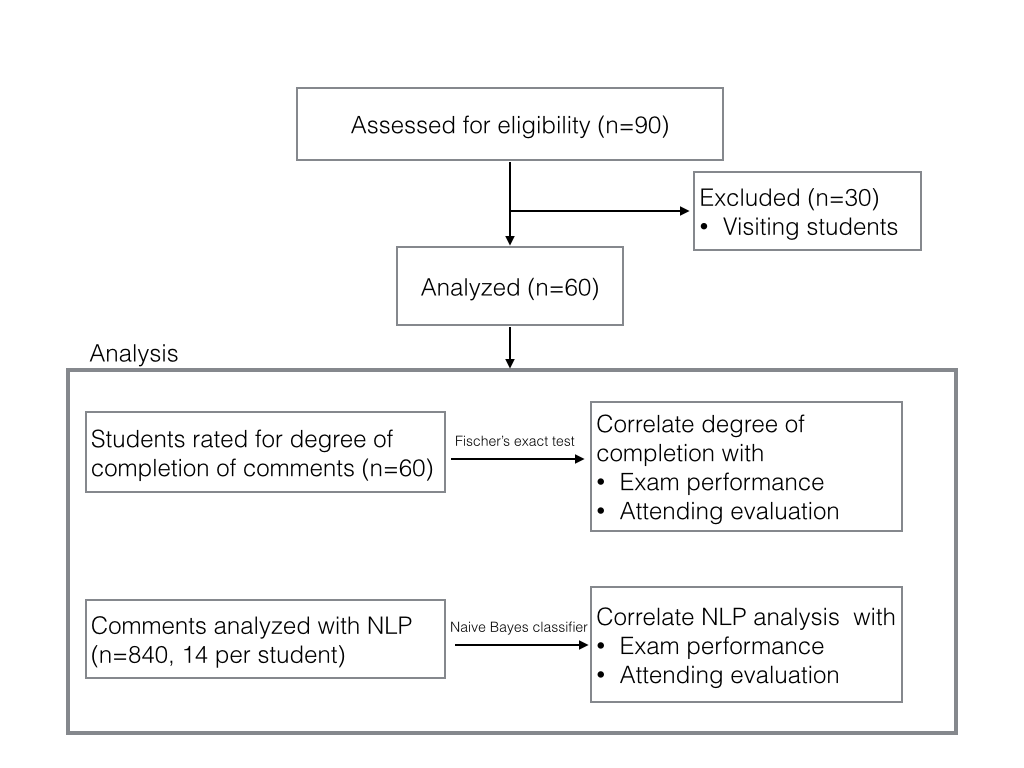 Assessed for eligibility (n=90)
Excluded (n=30)
• Visiting students
Analyzed (n=60)
Analysis
Students rated for degree of
completion of comments (n=60)
Fischer's exact test
Correlate degree of
completion with
• Exam performance
• Attending evaluation
Comments analyzed with NLP
(n=840, 14 per student)
Naive Bayes classifier
Correlate NLP analysis with
• Exam performance
• Attending evaluation